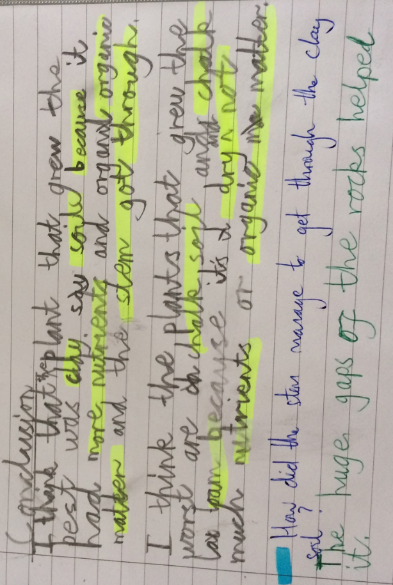 Conclusion
I think that the plant that grew the
best was clay say soil because it
had more nutrients and organic organic
matter and the stem got through.
I think the plants that grew the
worst are chalk soil and chalk
loam because its a dry n not
much nutrients or organic matter.
How did the stem manage to get through the clay
soil?
The huge gaps of the rocks helped
it.